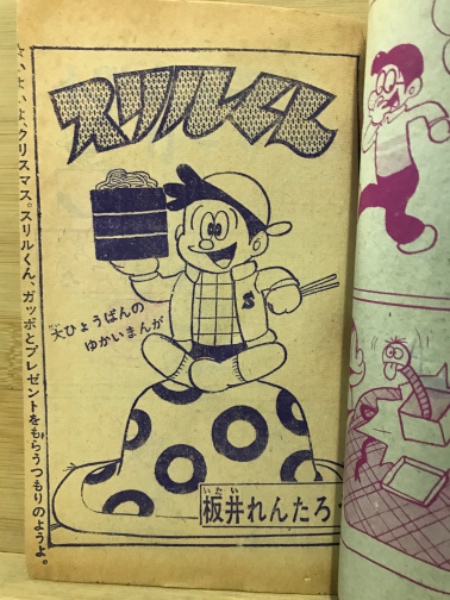 スリルくん
大ひょうばんの
ゆかいまんが
いたい
板井れんたろ
いよいよ、クリスマス。スリルくん、ガッポとプレゼントをもらうつもりのようよ。
S